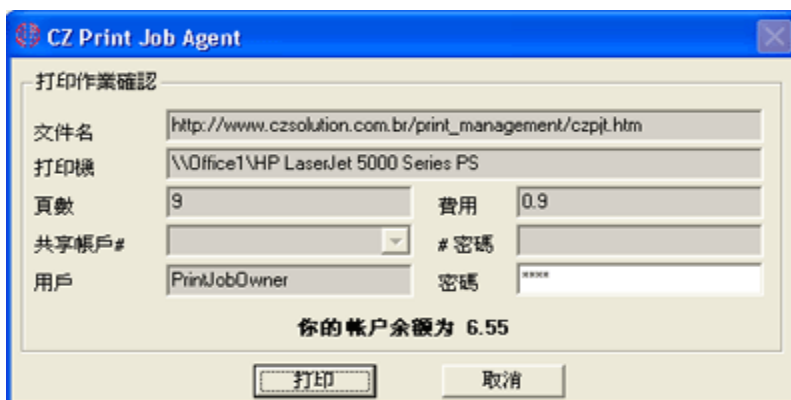 CZ Print Job Agent
打印作業確認
文件名 http://www.czsolution.com.br/print_management/czpjt.htm
打印機 \\Office1\HP LaserJet 5000 Series PS
頁數 9 費用 0.9
共享帳戶# #密碼
用戶 PrintJobOwner 密碼 ****
你的帐户余额为 6.55
打印 取消